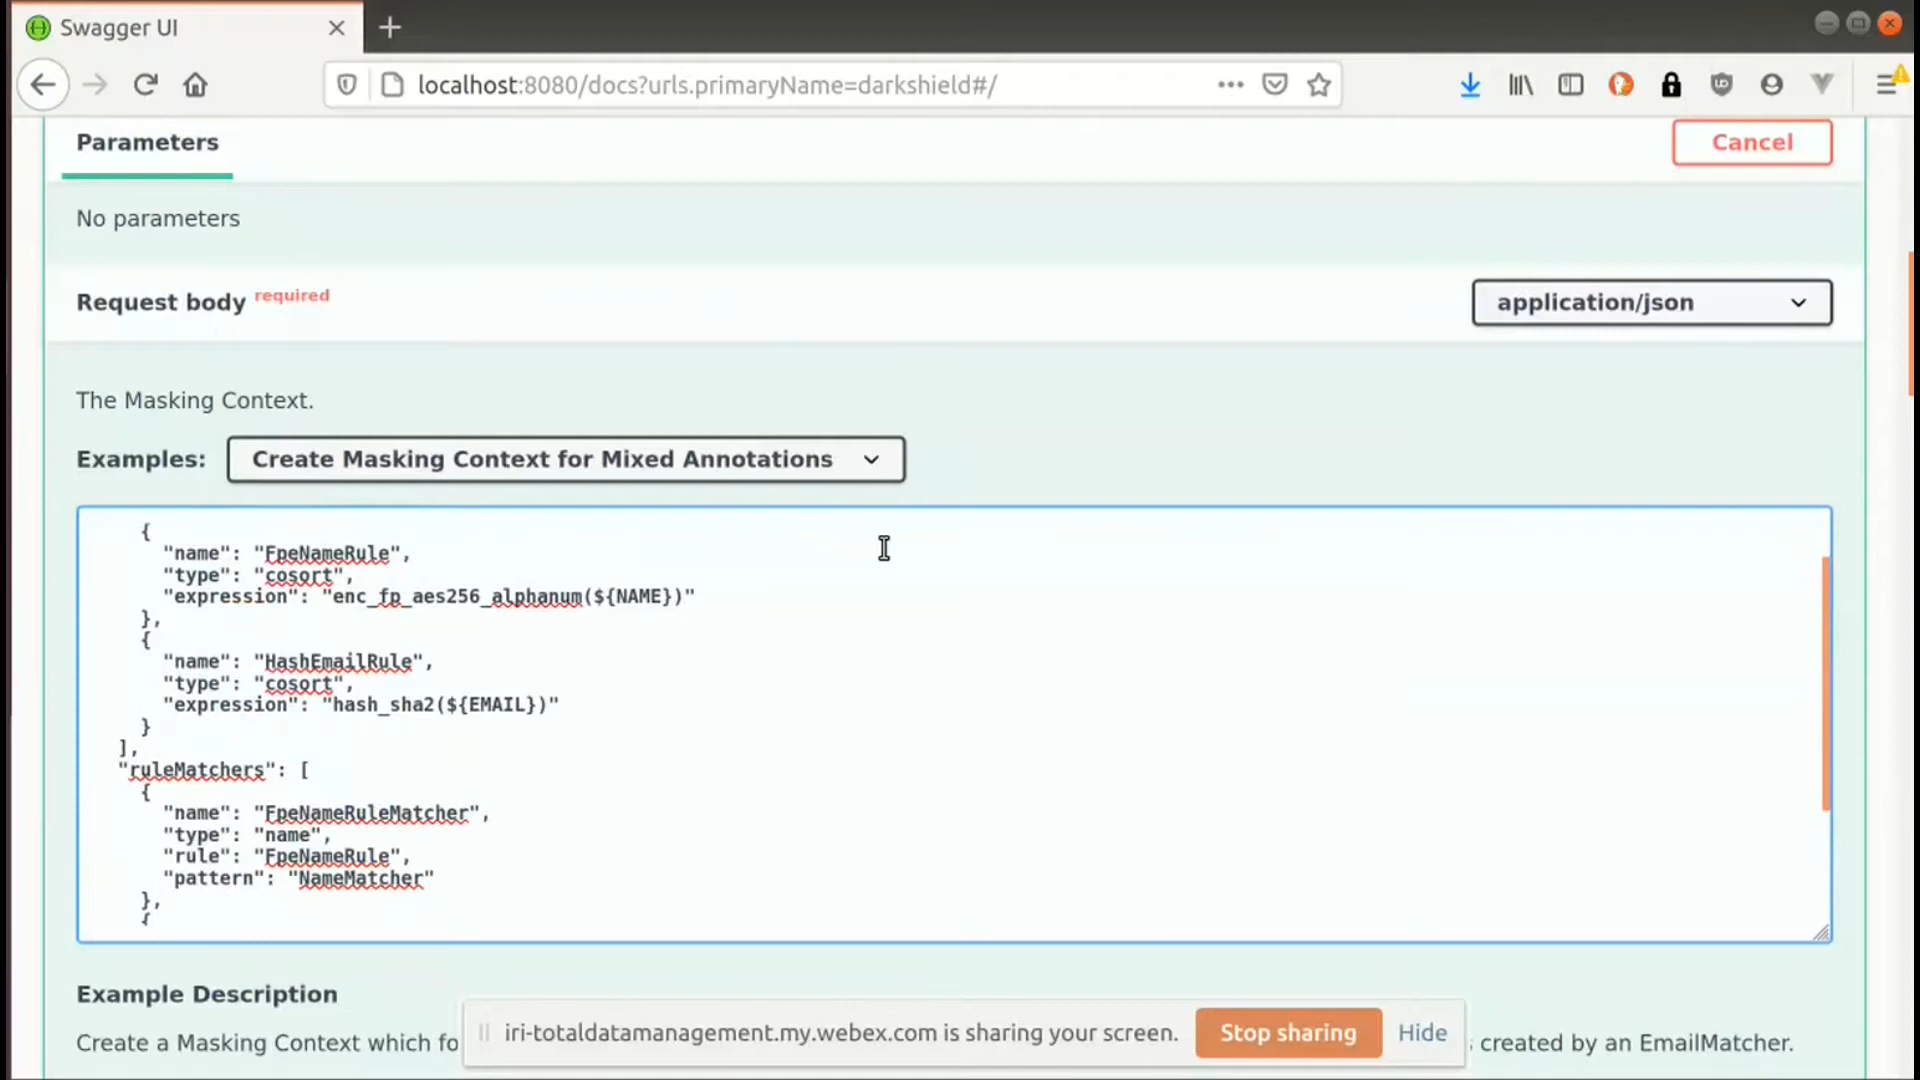 Swagger UI
localhost:8080/docs?urls.primaryName=darkshield#/
Parameters
Cancel
No parameters
Request body required
application/json
The Masking Context.
Examples:
Create Masking Context for Mixed Annotations
{
"name": "FpeNameRule",
"type": "cosort",
"expression": "enc_fp_aes256_alphanum(${NAME})"
},
{
"name": "HashEmailRule",
"type": "cosort",
"expression": "hash_sha2(${EMAIL})"
}
],
"ruleMatchers": [
{
"name": "FpeNameRuleMatcher",
"type": "name",
"rule": "FpeNameRule",
"pattern": "NameMatcher"
},
{
Example Description
Create a Masking Context which fo
created by an EmailMatcher.
iri-totaldatamanagement.my.webex.com is sharing your screen.
Stop sharing
Hide